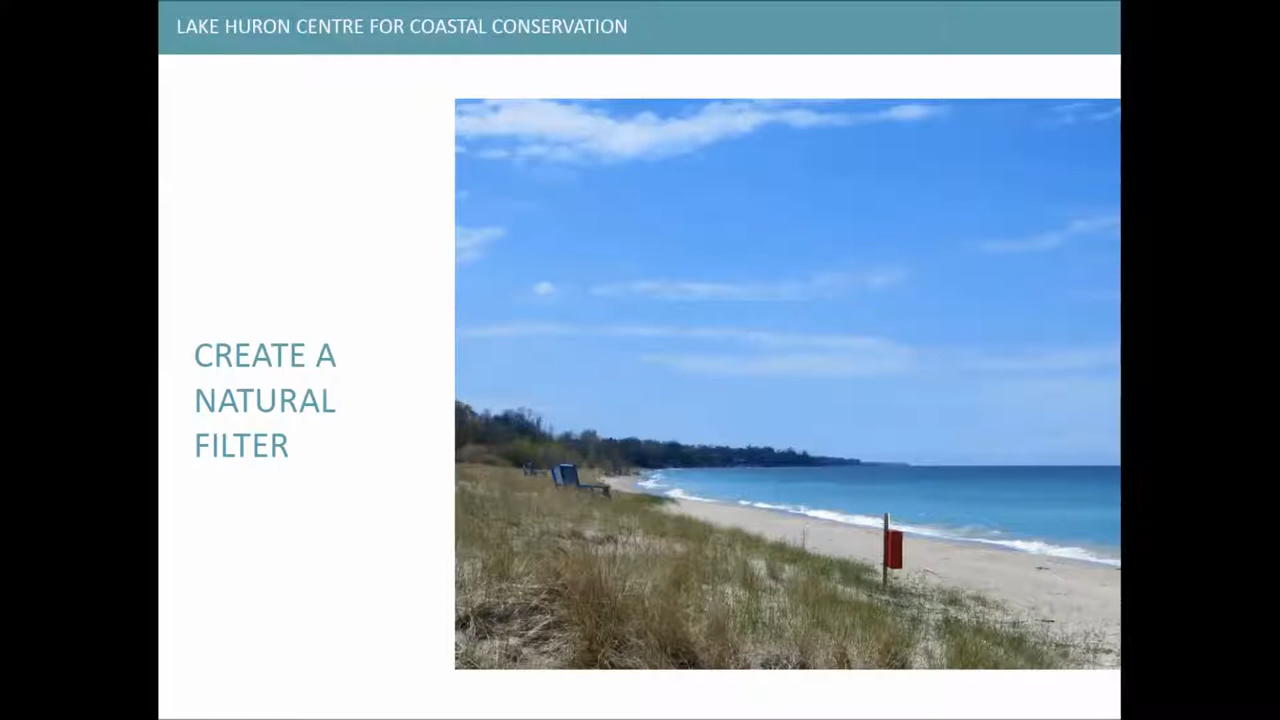 LAKE HURON CENTRE FOR COASTAL CONSERVATION
CREATE A
NATURAL
FILTER